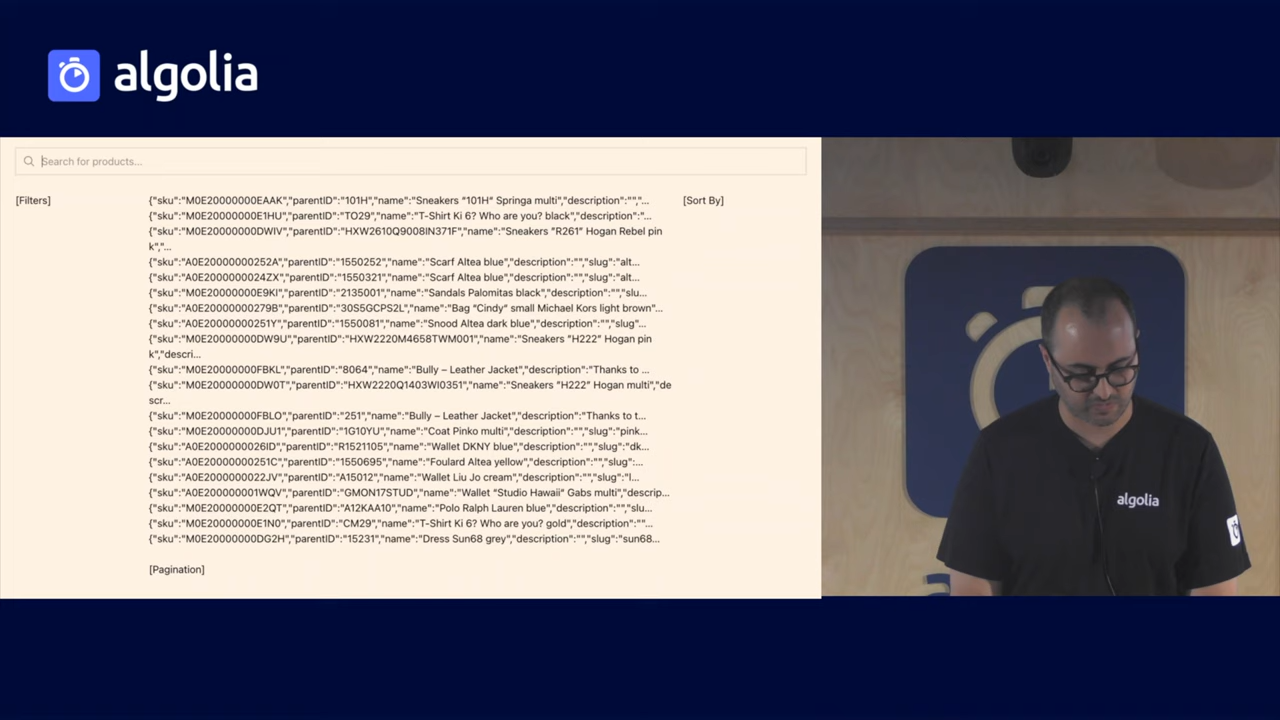 algolia
Search for products...
[Filters]
{"sku":"M0E20000000EAAK","parentID":"101H","name":"Sneakers “101H“ Springa multi","description":"","...
{"sku":"M0E20000000E1HU","parentID":"TO29","name":"T-Shirt Ki 6? Who are you? black","description":"...
{"sku":"M0E20000000DWIV","parentID":"HXW2610Q9008IN371F","name":"Sneakers ”R261” Hogan Rebel pin
k","...
{"sku":"A0E2000000252A","parentID":"1550252","name":"Scarf Altea blue","description":"","slug":"alt...
{"sku":"A0E2000000024ZX","parentID":"1550321","name":"Scarf Altea blue","description":"","slug":"alt...
{"sku":"M0E20000000E9KI","parentID":"2135001","name":"Sandals Palomitas black","description":"","slu...
{"sku":"A0E2000000279B","parentID":"30S5GCPS2L","name":"Bag “Cindy“ small Michael Kors light brown"...
{"sku":"A0E2000000251Y","parentID":"1550081","name":"Snood Altea dark blue","description":"","slug"...
{"sku":"M0E20000000DW9U","parentID":"HXW2220M4658TWM001","name":"Sneakers ”H222” Hogan pin
k","descri...
{"sku":"M0E20000000FBKL","parentID":"8064","name":"Bully – Leather Jacket","description":"Thanks to ...
{"sku":"M0E20000000DW0T","parentID":"HXW2220Q1403WI0351","name":"Sneakers ”H222” Hogan multi","de
scr...
{"sku":"M0E20000000FBLO","parentID":"251","name":"Bully – Leather Jacket","description":"Thanks to t...
{"sku":"M0E20000000DJU1","parentID":"1G10YU","name":"Coat Pinko multi","description":"","slug":"pink...
{"sku":"A0E2000000026ID","parentID":"R1521105","name":"Wallet DKNY blue","description":"","slug":"dk...
{"sku":"A0E2000000251C","parentID":"1550695","name":"Foulard Altea yellow","description":"","slug":...
{"sku":"A0E2000000022JV","parentID":"A15012","name":"Wallet Liu Jo cream","description":"","slug":"l...
{"sku":"A0E200000001WQV","parentID":"GMON17STUD","name":"Wallet “Studio Hawaii“ Gabs multi","descrip...
{"sku":"M0E20000000E2QT","parentID":"A12KAA10","name":"Polo Ralph Lauren blue","description":"","slu...
{"sku":"M0E20000000E1N0","parentID":"CM29","name":"T-Shirt Ki 6? Who are you? gold","description":""...
{"sku":"M0E20000000DG2H","parentID":"15231","name":"Dress Sun68 grey","description":"","slug":"sun68...
[Sort By]
[Pagination]
algolia